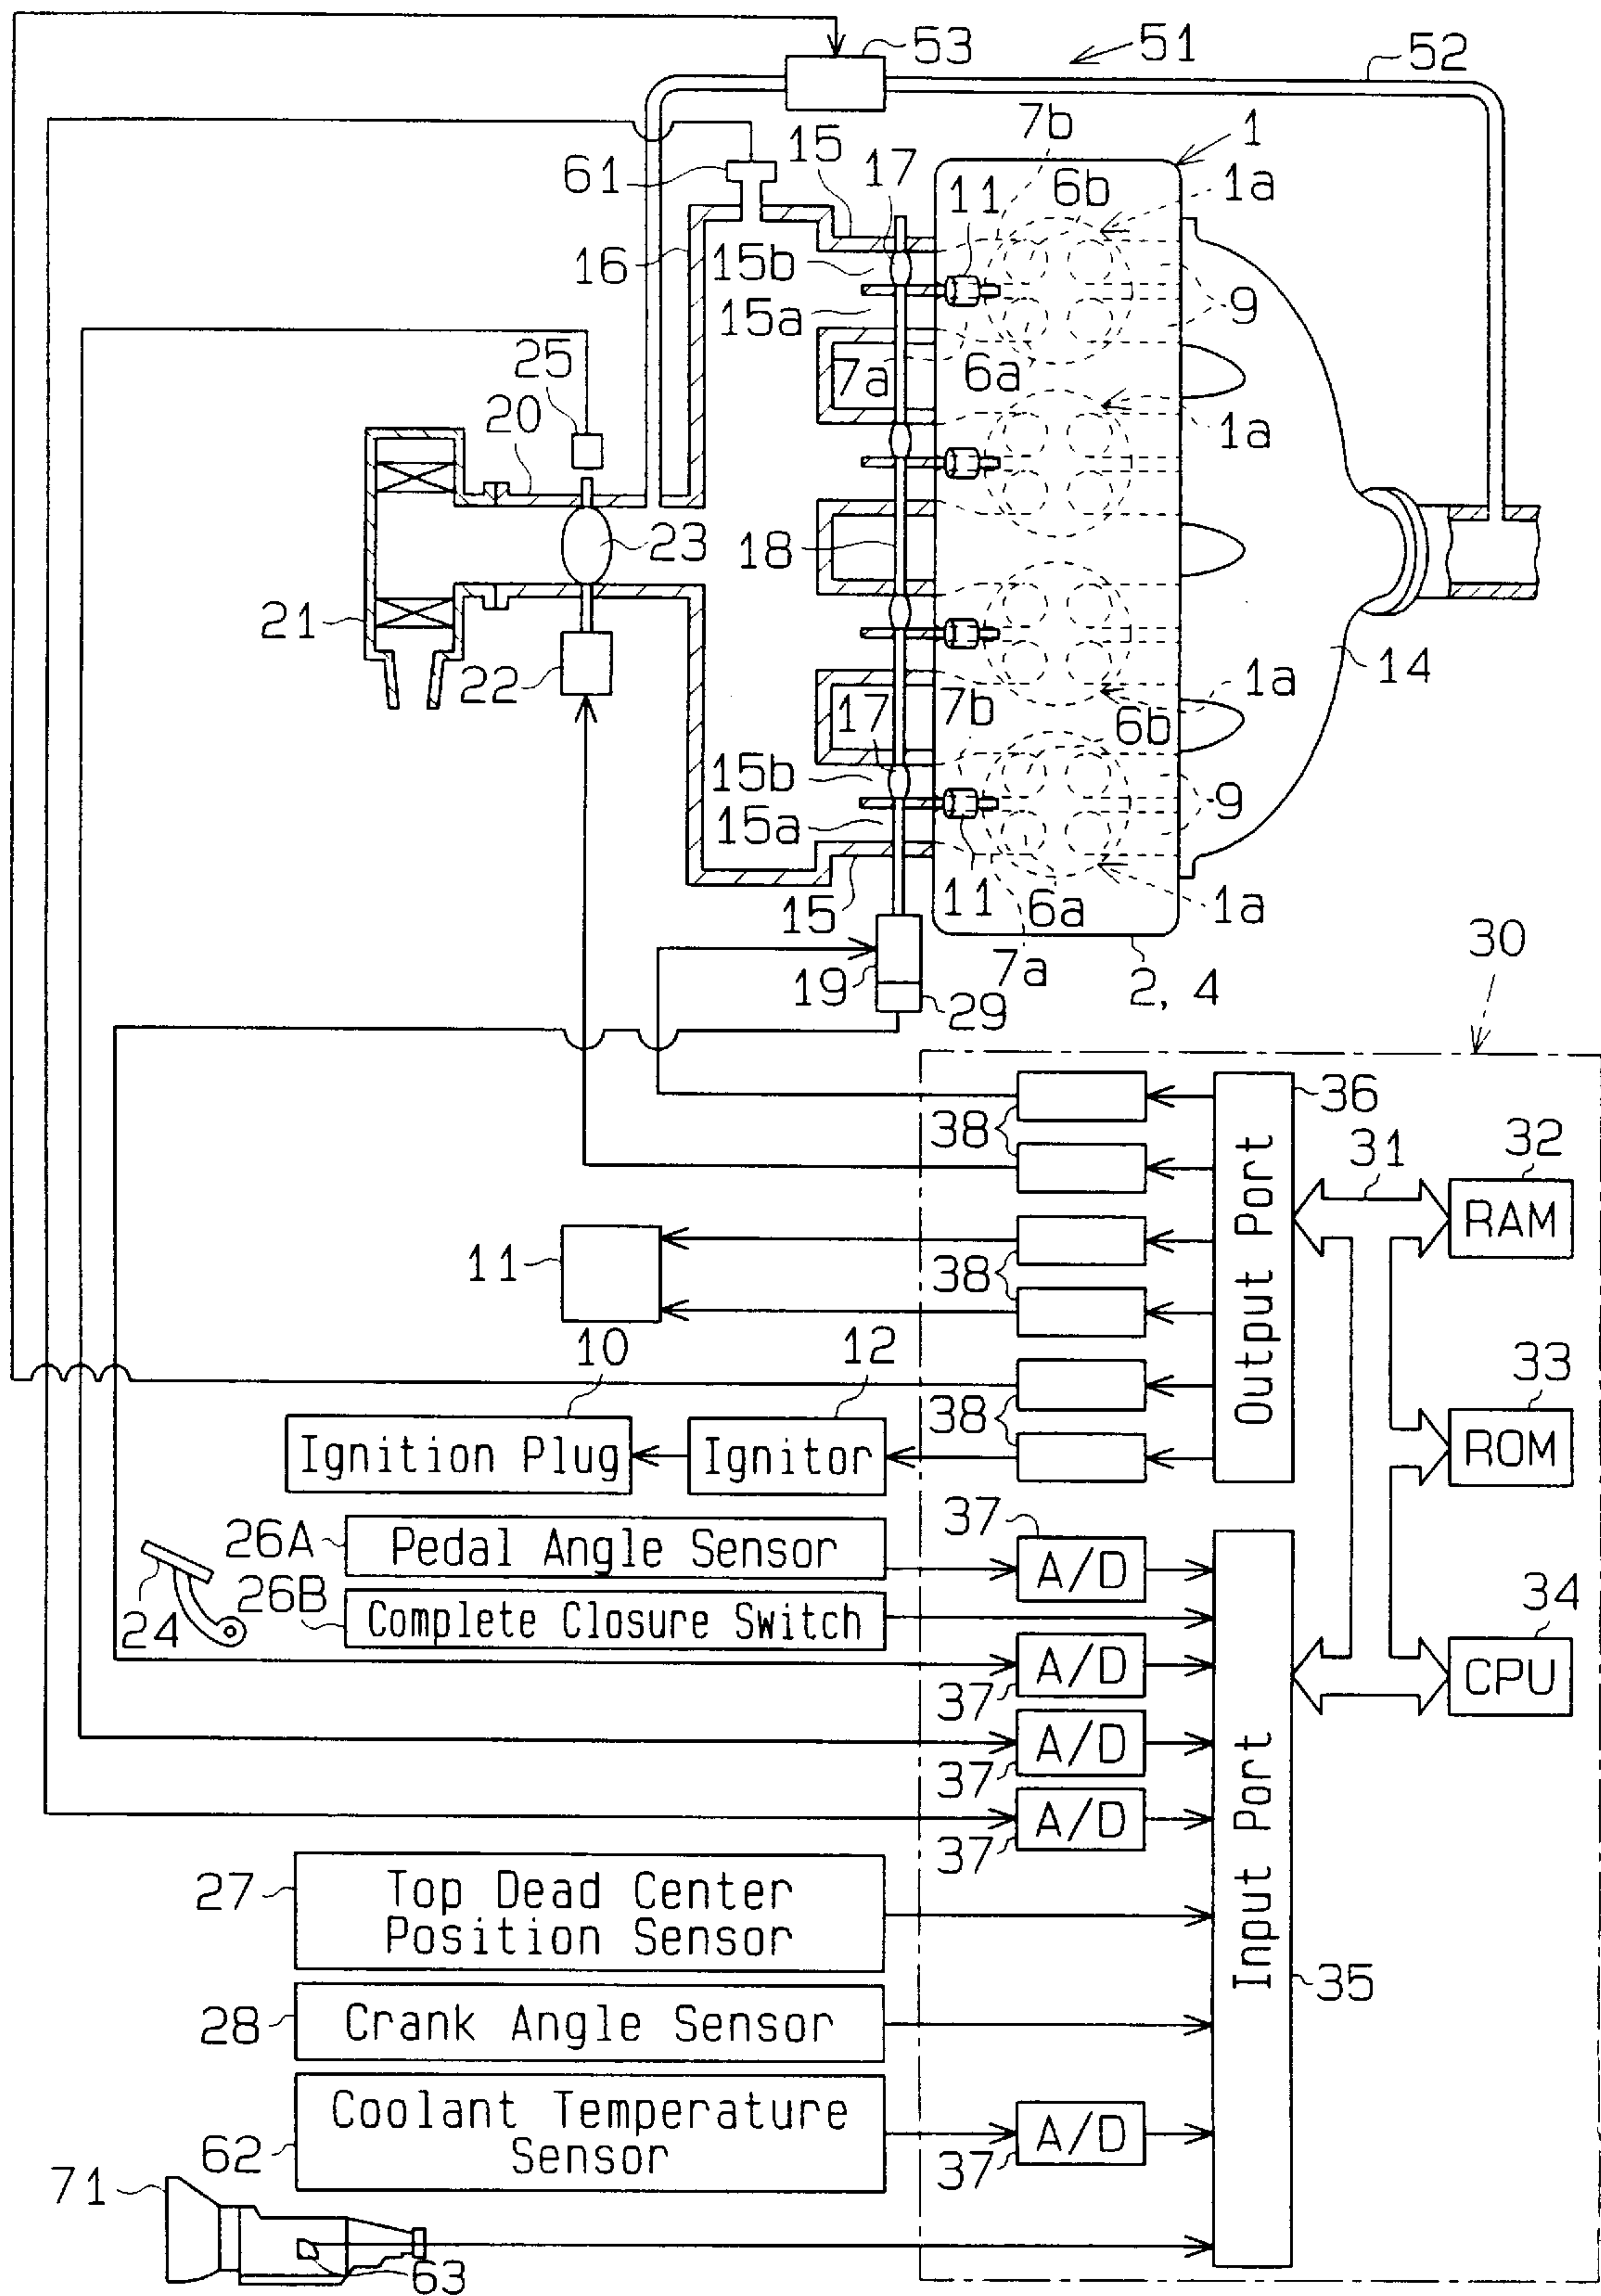 53
51
52
7b
1
15
17
61
11
6b
1a
16
15b
9
15a
7a
6a
25
20
1a
23
18
21
22
1a
14
17
7b
6b
15b
9
15a
11
6a
1a
15
7a
30
19
29
2, 4
36
38
31
32
RAM
Output Port
11
38
10
12
33
38
ROM
Ignition Plug
Ignitor
37
26A
Pedal Angle Sensor
A/D
24
26B
Complete Closure Switch
34
A/D
CPU
37
A/D
37
A/D
37
Input Port
27
Top Dead Center
Position Sensor
35
28
Crank Angle Sensor
62
Coolant Temperature
Sensor
A/D
37
71
63